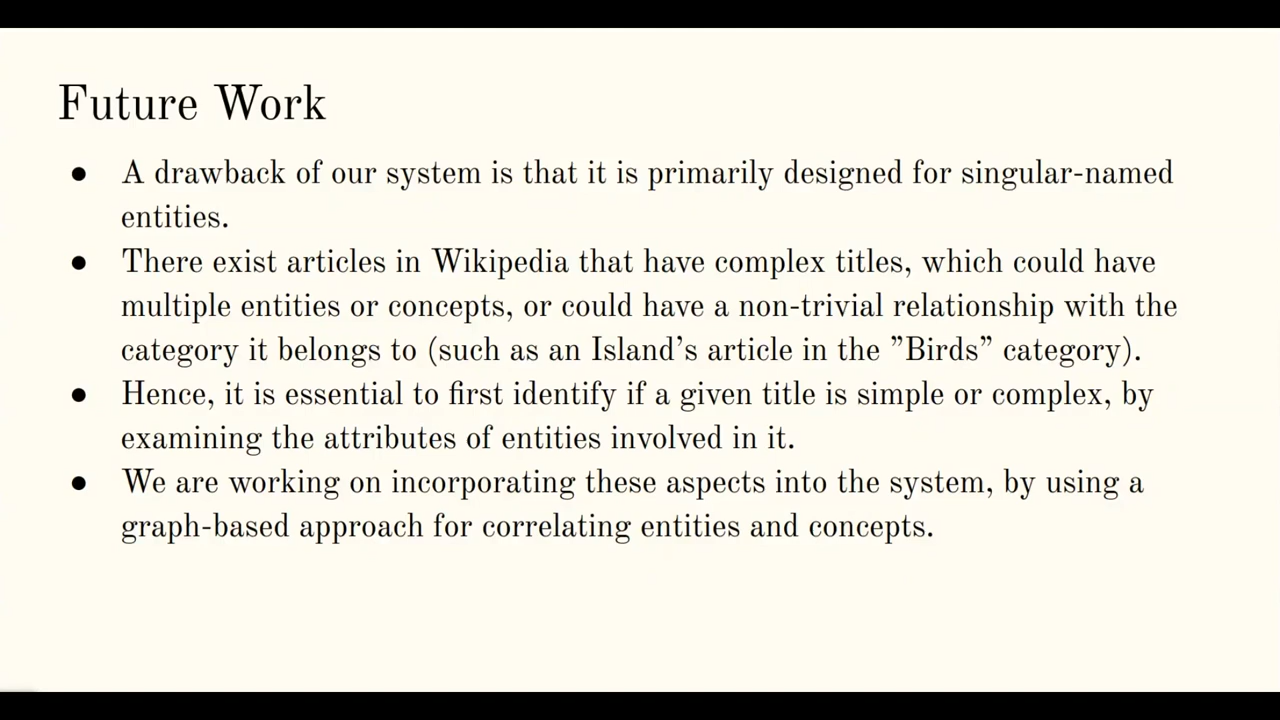 Future Work
● A drawback of our system is that it is primarily designed for singular-named
entities.
● There exist articles in Wikipedia that have complex titles, which could have
multiple entities or concepts, or could have a non-trivial relationship with the
category it belongs to (such as an Island’s article in the ”Birds” category).
● Hence, it is essential to first identify if a given title is simple or complex, by
examining the attributes of entities involved in it.
● We are working on incorporating these aspects into the system, by using a
graph-based approach for correlating entities and concepts.